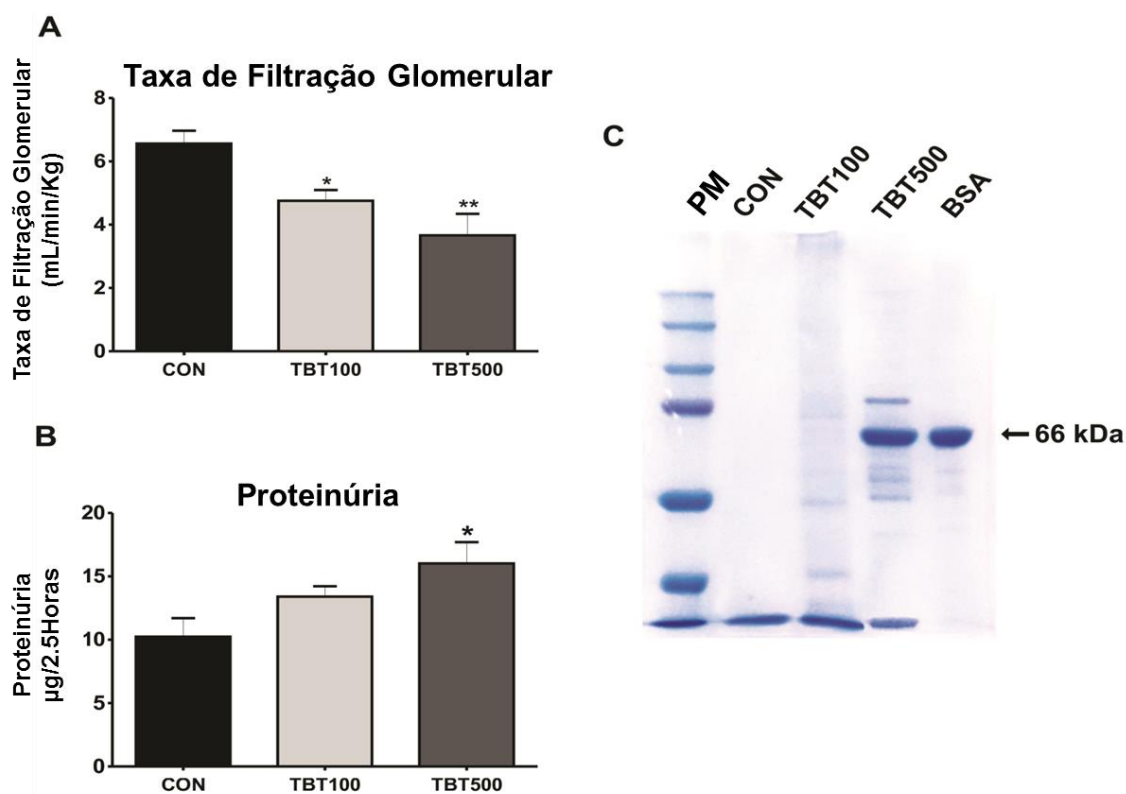 A
Taxa de Filtração Glomerular
Taxa de Filtração Glomerular
(mL/min/Kg)
8
6
4
2
0
*
**
CON
TBT100
TBT500
B
Proteinúria
Proteinúria
µg/2.5Horas
20
15
10
5
0
*
CON
TBT100
TBT500
C
PM
CON
TBT100
TBT500
BSA
←66 kDa